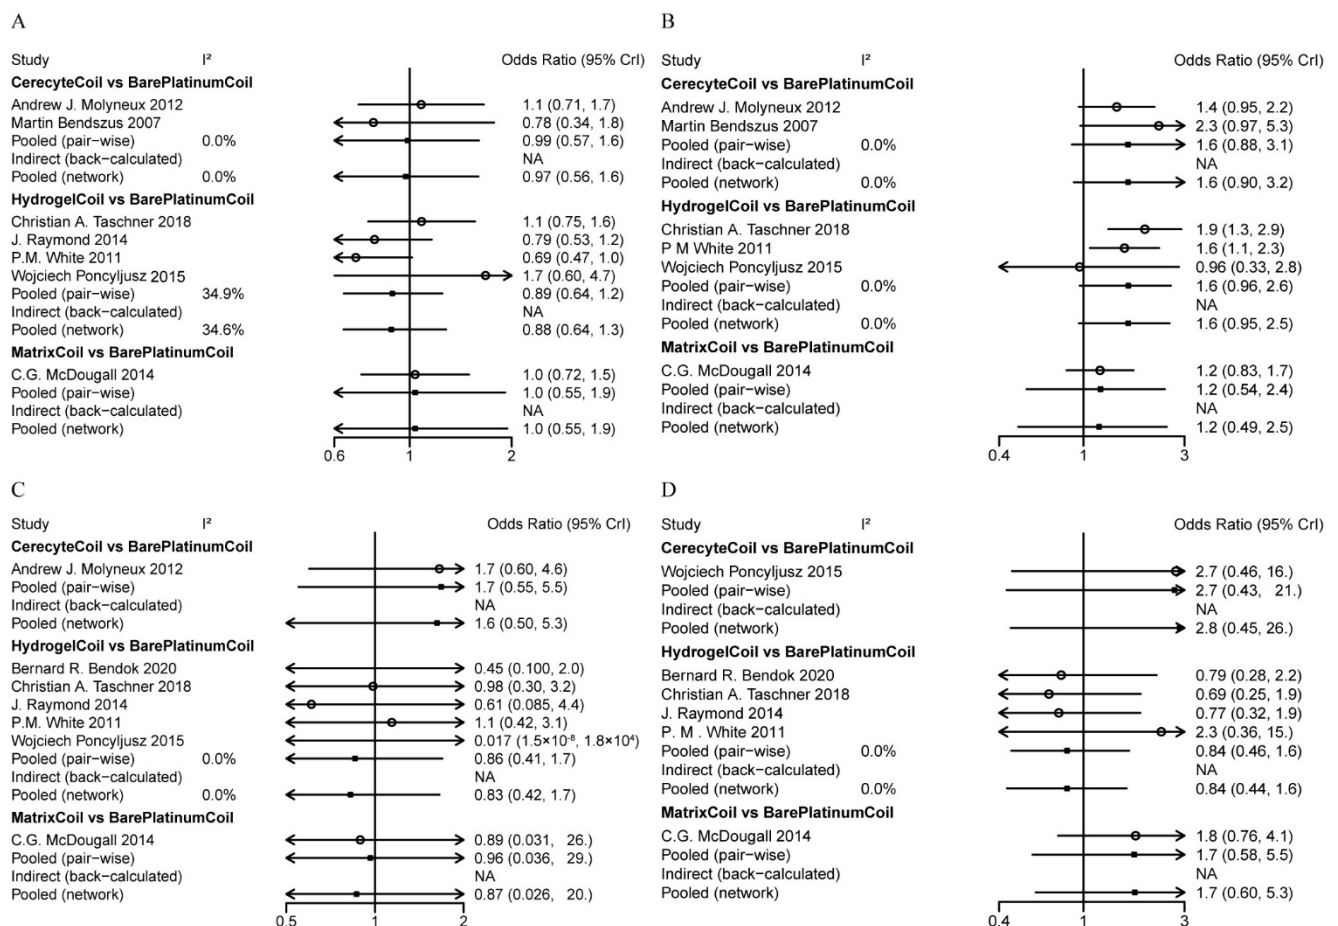 A
Study I² Odds Ratio (95% CrI)
CerecyteCoil vs BarePlatinumCoil
Andrew J. Molyneux 2012 1.1 (0.71, 1.7)
Martin Bendszus 2007 0.78 (0.34, 1.8)
Pooled (pair−wise) 0.0% 0.99 (0.57, 1.6)
Indirect (back−calculated) NA
Pooled (network) 0.0% 0.97 (0.56, 1.6)
HydrogelCoil vs BarePlatinumCoil
Christian A. Taschner 2018 1.1 (0.75, 1.6)
J. Raymond 2014 0.79 (0.53, 1.2)
P.M. White 2011 0.69 (0.47, 1.0)
Wojciech Poncyljusz 2015 1.7 (0.60, 4.7)
Pooled (pair−wise) 34.9% 0.89 (0.64, 1.2)
Indirect (back−calculated) NA
Pooled (network) 34.6% 0.88 (0.64, 1.3)
MatrixCoil vs BarePlatinumCoil
C.G. McDougall 2014 1.0 (0.72, 1.5)
Pooled (pair−wise) 1.0 (0.55, 1.9)
Indirect (back−calculated) NA
Pooled (network) 1.0 (0.55, 1.9)
0.6 1 2
B
Study I² Odds Ratio (95% CrI)
CerecyteCoil vs BarePlatinumCoil
Andrew J. Molyneux 2012 1.4 (0.95, 2.2)
Martin Bendszus 2007 2.3 (0.97, 5.3)
Pooled (pair−wise) 0.0% 1.6 (0.88, 3.1)
Indirect (back−calculated) NA
Pooled (network) 0.0% 1.6 (0.90, 3.2)
HydrogelCoil vs BarePlatinumCoil
Christian A. Taschner 2018 1.9 (1.3, 2.9)
P M White 2011 1.6 (1.1, 2.3)
Wojciech Poncyljusz 2015 0.96 (0.33, 2.8)
Pooled (pair−wise) 0.0% 1.6 (0.96, 2.6)
Indirect (back−calculated) NA
Pooled (network) 0.0% 1.6 (0.95, 2.5)
MatrixCoil vs BarePlatinumCoil
C.G. McDougall 2014 1.2 (0.83, 1.7)
Pooled (pair−wise) 1.2 (0.54, 2.4)
Indirect (back−calculated) NA
Pooled (network) 1.2 (0.49, 2.5)
0.4 1 3
C
Study I² Odds Ratio (95% CrI)
CerecyteCoil vs BarePlatinumCoil
Andrew J. Molyneux 2012 1.7 (0.60, 4.6)
Pooled (pair−wise) 1.7 (0.55, 5.5)
Indirect (back−calculated) NA
Pooled (network) 1.6 (0.50, 5.3)
HydrogelCoil vs BarePlatinumCoil
Bernard R. Bendok 2020 0.45 (0.100, 2.0)
Christian A. Taschner 2018 0.98 (0.30, 3.2)
J. Raymond 2014 0.61 (0.085, 4.4)
P.M. White 2011 1.1 (0.42, 3.1)
Wojciech Poncyljusz 2015 0.017 (1.5×10⁻⁸, 1.8×10⁴)
Pooled (pair−wise) 0.0% 0.86 (0.41, 1.7)
Indirect (back−calculated) NA
Pooled (network) 0.0% 0.83 (0.42, 1.7)
MatrixCoil vs BarePlatinumCoil
C.G. McDougall 2014 0.89 (0.031, 26.)
Pooled (pair−wise) 0.96 (0.036, 29.)
Indirect (back−calculated) NA
Pooled (network) 0.87 (0.026, 20.)
0.5 1 2
D
Study I² Odds Ratio (95% CrI)
CerecyteCoil vs BarePlatinumCoil
Wojciech Poncyljusz 2015 2.7 (0.46, 16.)
Pooled (pair−wise) 2.7 (0.43, 21.)
Indirect (back−calculated) NA
Pooled (network) 2.8 (0.45, 26.)
HydrogelCoil vs BarePlatinumCoil
Bernard R. Bendok 2020 0.79 (0.28, 2.2)
Christian A. Taschner 2018 0.69 (0.25, 1.9)
J. Raymond 2014 0.77 (0.32, 1.9)
P. M . White 2011 2.3 (0.36, 15.)
Pooled (pair−wise) 0.0% 0.84 (0.46, 1.6)
Indirect (back−calculated) NA
Pooled (network) 0.0% 0.84 (0.44, 1.6)
MatrixCoil vs BarePlatinumCoil
C.G. McDougall 2014 1.8 (0.76, 4.1)
Pooled (pair−wise) 1.7 (0.58, 5.5)
Indirect (back−calculated) NA
Pooled (network) 1.7 (0.60, 5.3)
0.4 1 3